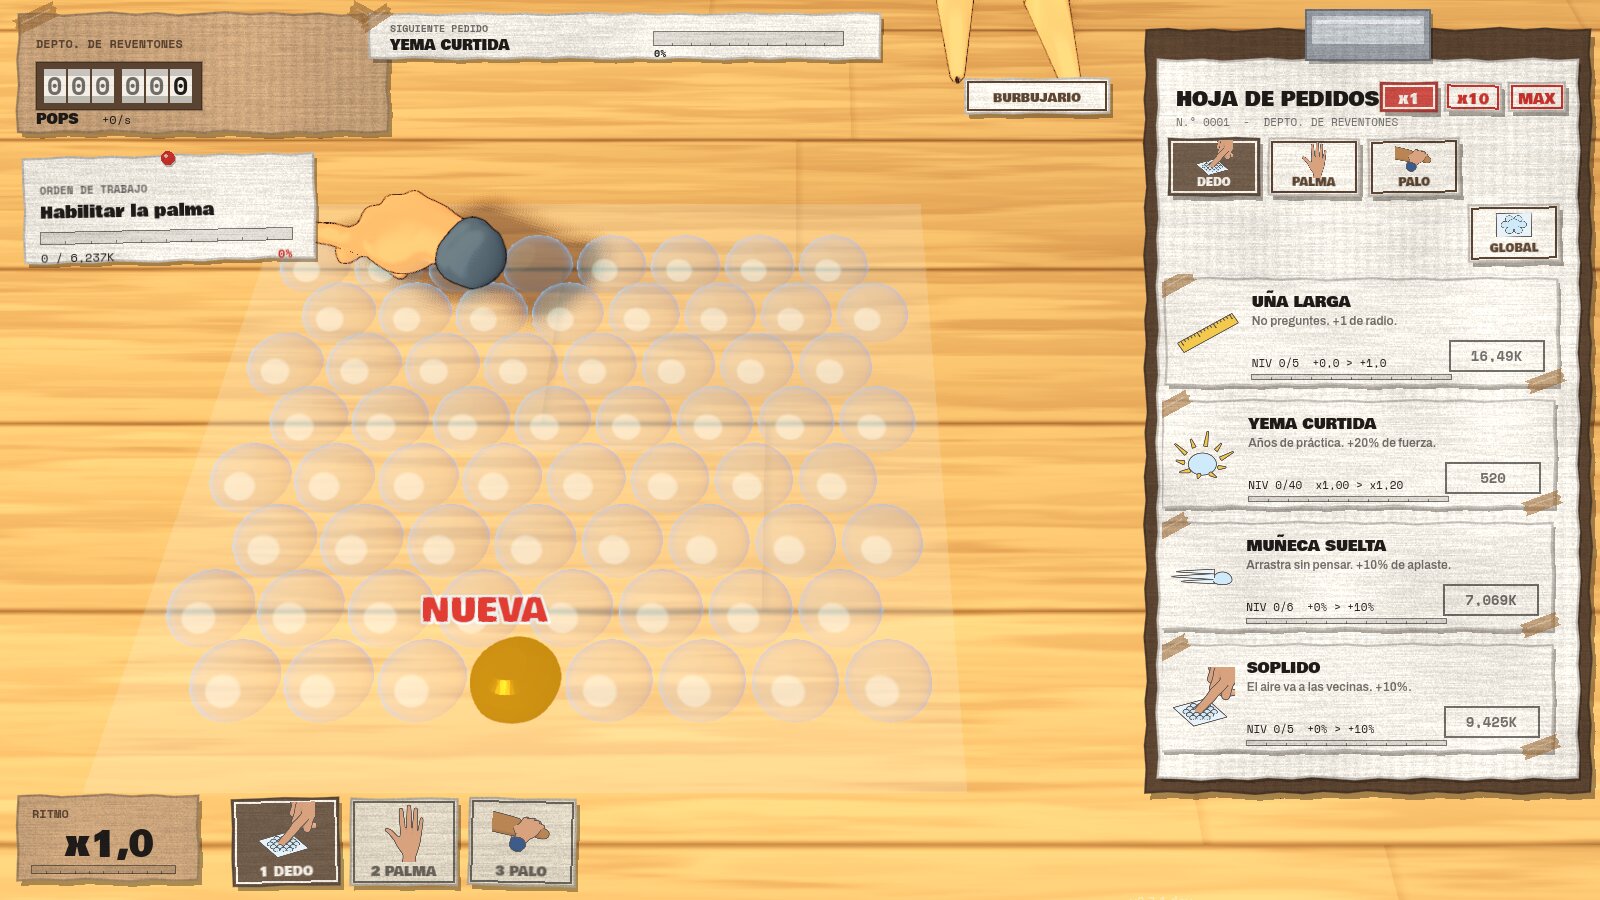 DEPTO. DE REVENTONES
000 000
POPS +0/s
SIGUIENTE PEDIDO
YEMA CURTIDA
0%
BURBUJARIO
ORDEN DE TRABAJO
Habilitar la palma
0 / 6,237K 0%
HOJA DE PEDIDOS x1 x10 MAX
N.° 0001 - DEPTO. DE REVENTONES
DEDO PALMA PALO
GLOBAL
UÑA LARGA
No preguntes. +1 de radio.
NIV 0/5 +0,0 > +1,0 16,49K
YEMA CURTIDA
Años de práctica. +20% de fuerza.
NIV 0/40 x1,00 > x1,20 520
MUÑECA SUELTA
Arrastra sin pensar. +10% de aplaste.
NIV 0/6 +0% > +10% 7,069K
SOPLIDO
El aire va a las vecinas. +10%.
NIV 0/5 +0% > +10% 9,425K
NUEVA
RITMO
x1,0
1 DEDO 2 PALMA 3 PALO